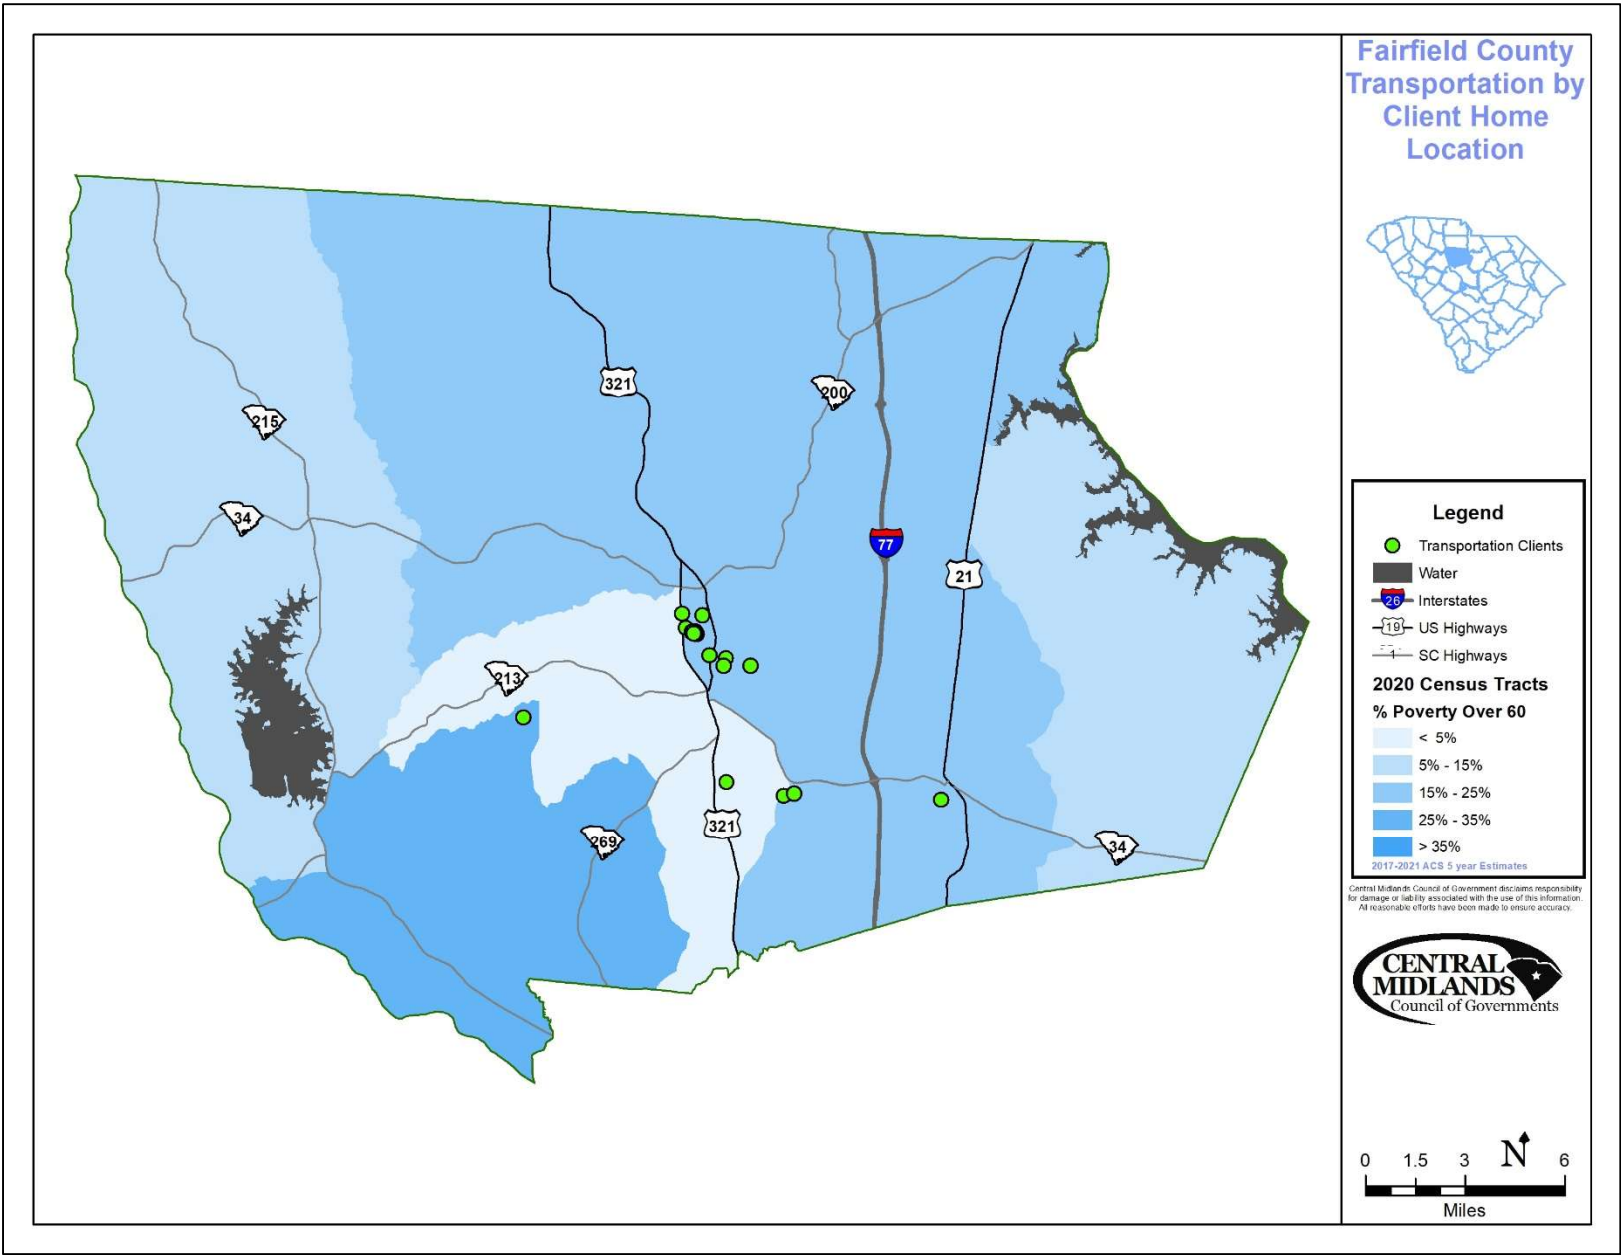 Fairfield County
Transportation by
Client Home
Location
321
200
215
34
77
21
213
321
269
34
Legend
Transportation Clients
Water
26 Interstates
19 US Highways
1 SC Highways
2020 Census Tracts
% Poverty Over 60
< 5%
5% - 15%
15% - 25%
25% - 35%
> 35%
2017-2021 ACS 5 year Estimates
Central Midlands Council of Government disclaims responsibility
for damage or liability associated with the use of this information.
All reasonable efforts have been made to ensure accuracy.
CENTRAL
MIDLANDS
Council of Governments
N
0 1.5 3 6
Miles